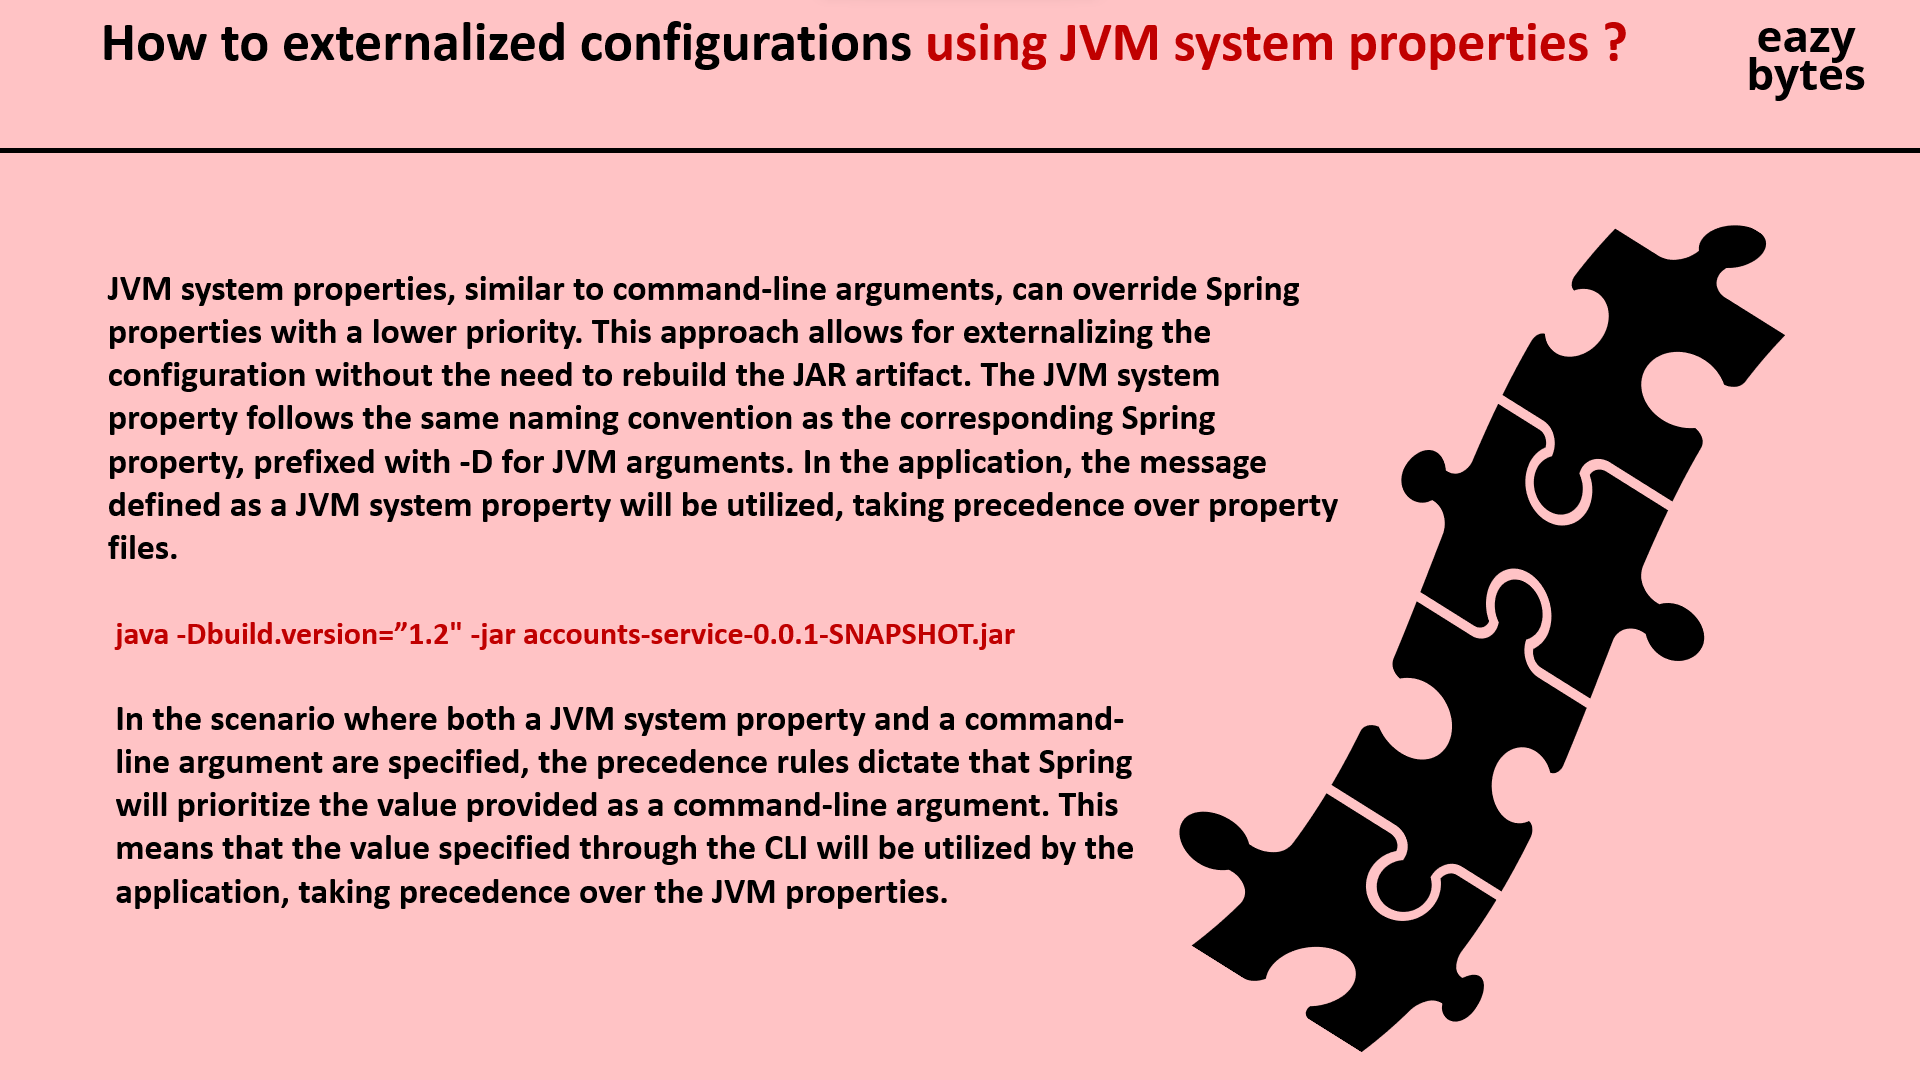 How to externalized configurations using JVM system properties ?
eazy
bytes
JVM system properties, similar to command-line arguments, can override Spring
properties with a lower priority. This approach allows for externalizing the
configuration without the need to rebuild the JAR artifact. The JVM system
property follows the same naming convention as the corresponding Spring
property, prefixed with -D for JVM arguments. In the application, the message
defined as a JVM system property will be utilized, taking precedence over property
files.
java -Dbuild.version=”1.2" -jar accounts-service-0.0.1-SNAPSHOT.jar
In the scenario where both a JVM system property and a command-
line argument are specified, the precedence rules dictate that Spring
will prioritize the value provided as a command-line argument. This
means that the value specified through the CLI will be utilized by the
application, taking precedence over the JVM properties.